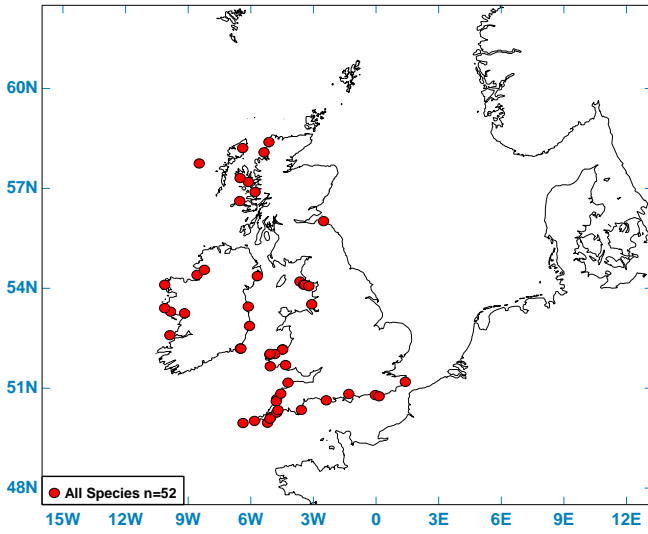 60N
57N
54N
51N
48N
All Species n=52
15W 12W 9W 6W 3W 0 3E 6E 9E 12E